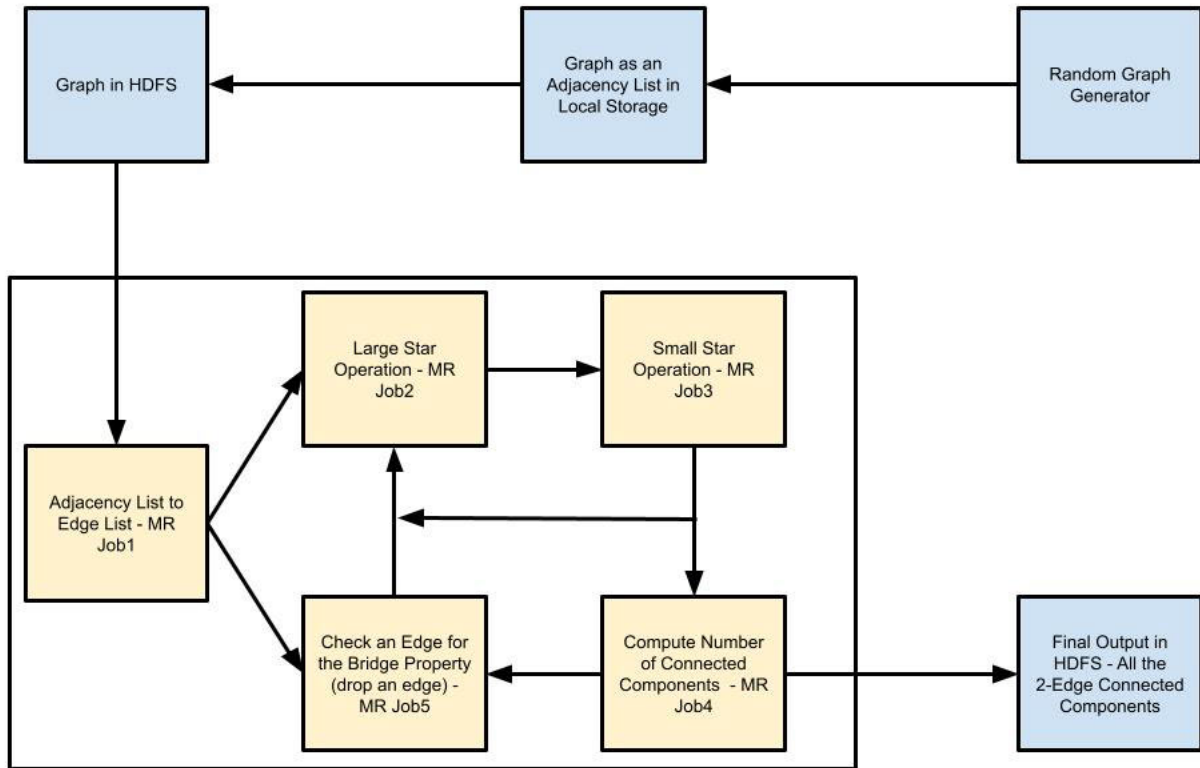 Graph in HDFS
Graph as an
Adjacency List in
Local Storage
Random Graph
Generator
Large Star
Operation - MR
Job2
Small Star
Operation - MR
Job3
Adjacency List to
Edge List - MR
Job1
Check an Edge for
the Bridge Property
(drop an edge) -
MR Job5
Compute Number
of Connected
Components - MR
Job4
Final Output in
HDFS - All the
2-Edge Connected
Components